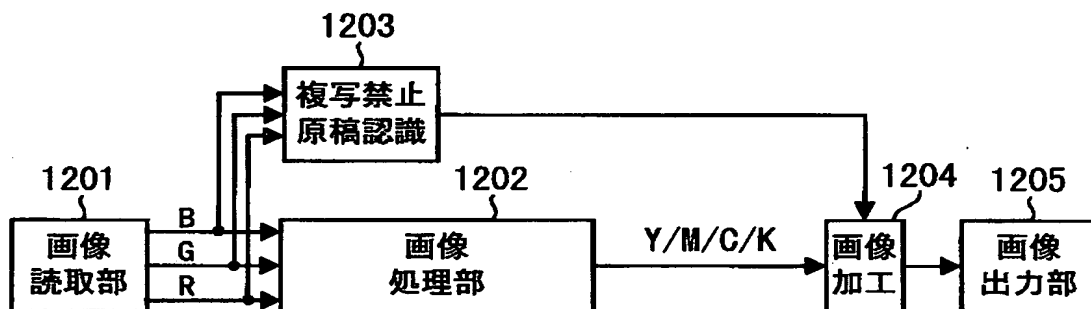 1203
複写禁止
原稿認識
1201
画像
読取部
B
G
R
1202
画像
処理部
Y/M/C/K
1204
画像
加工
1205
画像
出力部